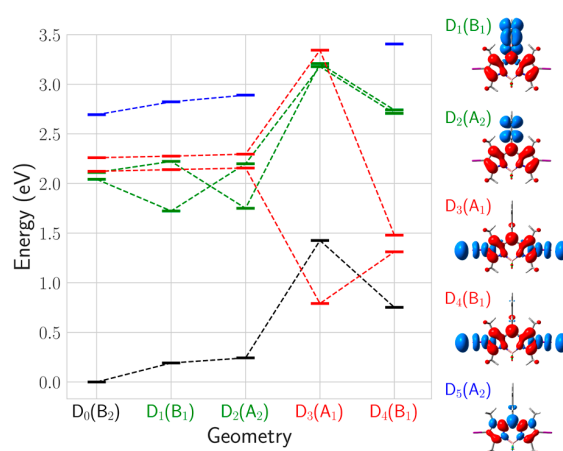 3.5
3.0
2.5
2.0
1.5
1.0
0.5
0.0
Energy (eV)
D₀(B₂) D₁(B₁) D₂(A₂) D₃(A₁) D₄(B₁)
Geometry
D₁(B₁)
D₂(A₂)
D₃(A₁)
D₄(B₁)
D₅(A₂)